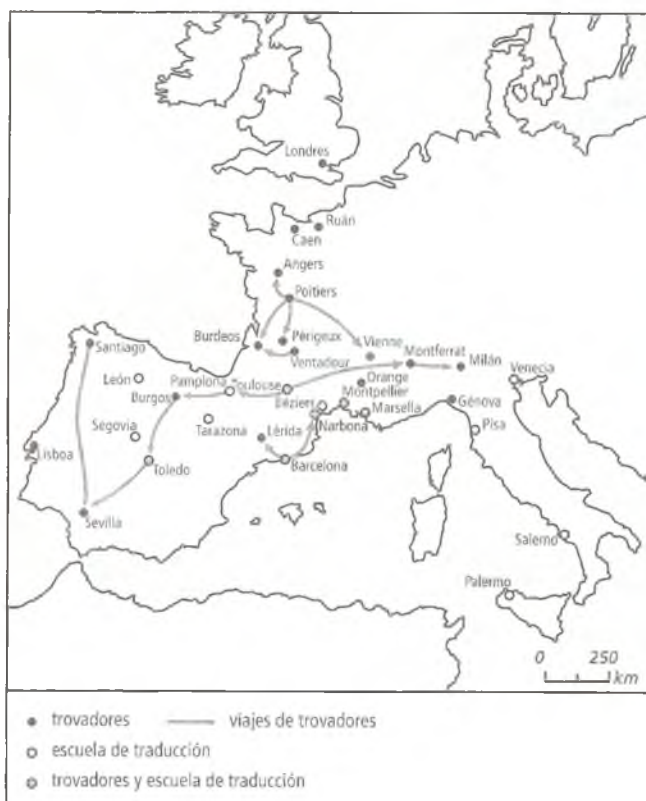 Londres
Ruán
Caen
Angers
Poitiers
Burdeos
Périgeux
Vienne
Ventadour
Montferrat
Milán
Venecia
Santiago
León
Pamplona
Toulouse
Orange
Montpellier
Burgos
Béziers
Marsella
Génova
Segovia
Tarazona
Lérida
Narbona
Pisa
Lisboa
Toledo
Barcelona
Sevilla
Salerno
Palermo
0 250
km
trovadores viajes de trovadores
escuela de traducción
trovadores y escuela de traducción